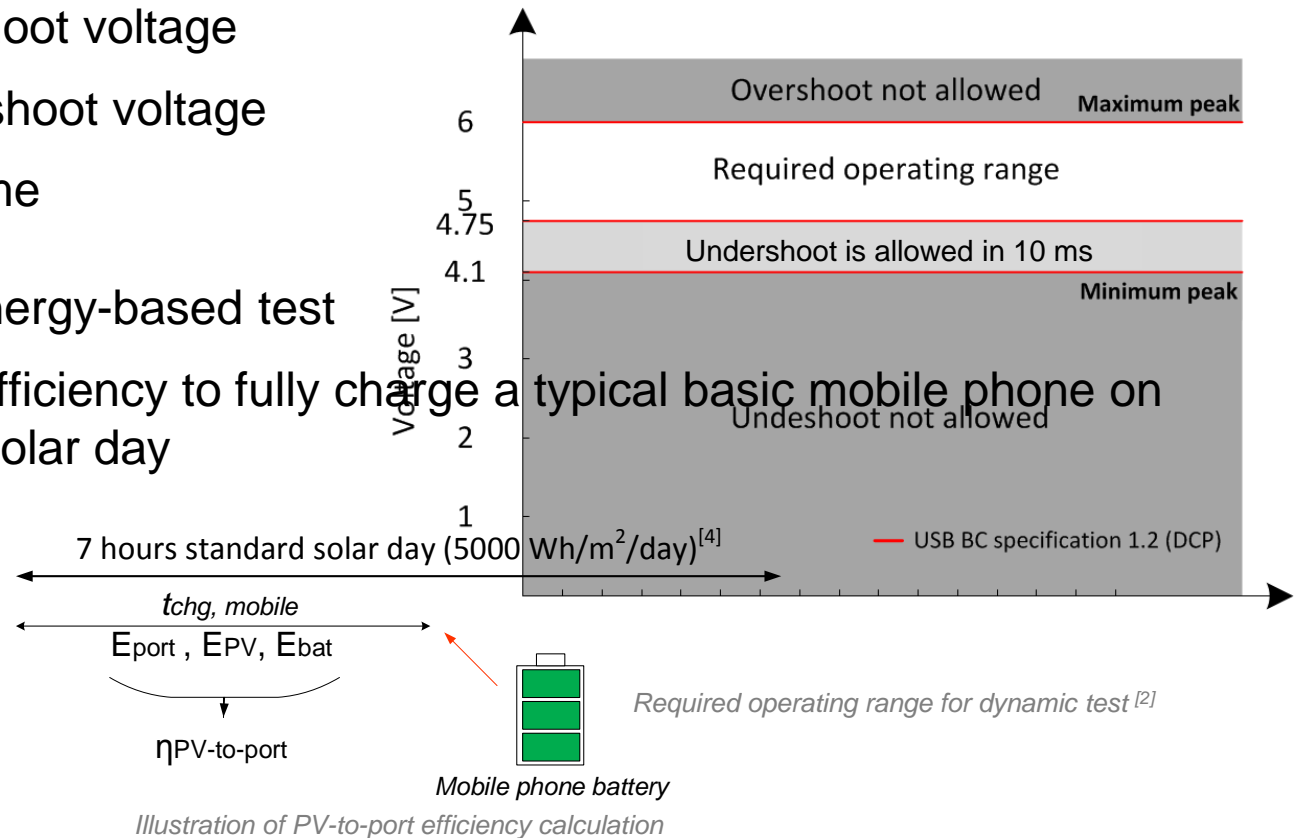 oot voltage
shoot voltage
ne
nergy-based test
fficiency to fully charge a typical basic mobile phone on
olar day
Voltage [V]
6
5
4.75
4.1
3
2
1
Overshoot not allowed
Maximum peak
Required operating range
Undershoot is allowed in 10 ms
Minimum peak
Undeshoot not allowed
USB BC specification 1.2 (DCP)
7 hours standard solar day (5000 Wh/m²/day)[4]
tchg, mobile
Eport , EPV, Ebat
ηPV-to-port
Required operating range for dynamic test [2]
Mobile phone battery
Illustration of PV-to-port efficiency calculation